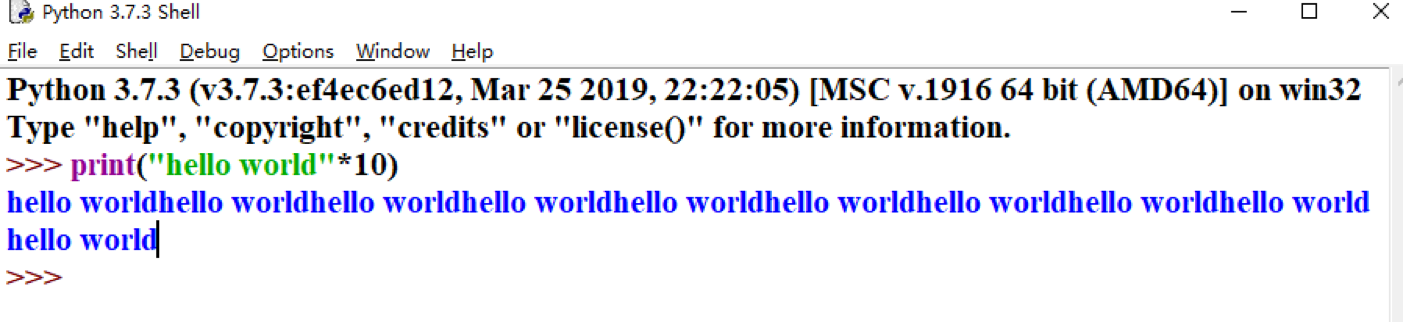 Python 3.7.3 Shell
File Edit Shell Debug Options Window Help
Python 3.7.3 (v3.7.3:ef4ec6ed12, Mar 25 2019, 22:22:05) [MSC v.1916 64 bit (AMD64)] on win32
Type "help", "copyright", "credits" or "license()" for more information.
>>> print("hello world"*10)
hello worldhello worldhello worldhello worldhello worldhello worldhello worldhello worldhello world
hello world
>>>